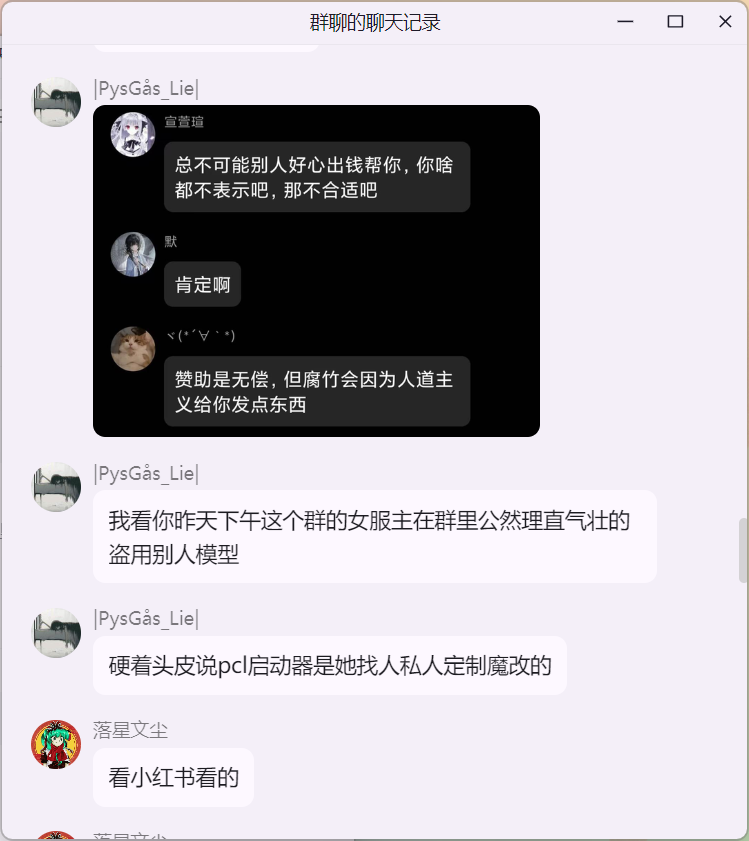 群聊的聊天记录
|PysGås_Lie|
宣萱瑄
总不可能别人好心出钱帮你，你啥
都不表示吧，那不合适吧
默
肯定啊
ヾ(*´∀｀*)
赞助是无偿，但腐竹会因为人道主
义给你发点东西
|PysGås_Lie|
我看你昨天下午这个群的女服主在群里公然理直气壮的
盗用别人模型
|PysGås_Lie|
硬着头皮说pcl启动器是她找人私人定制魔改的
落星文尘
看小红书看的
落星文尘